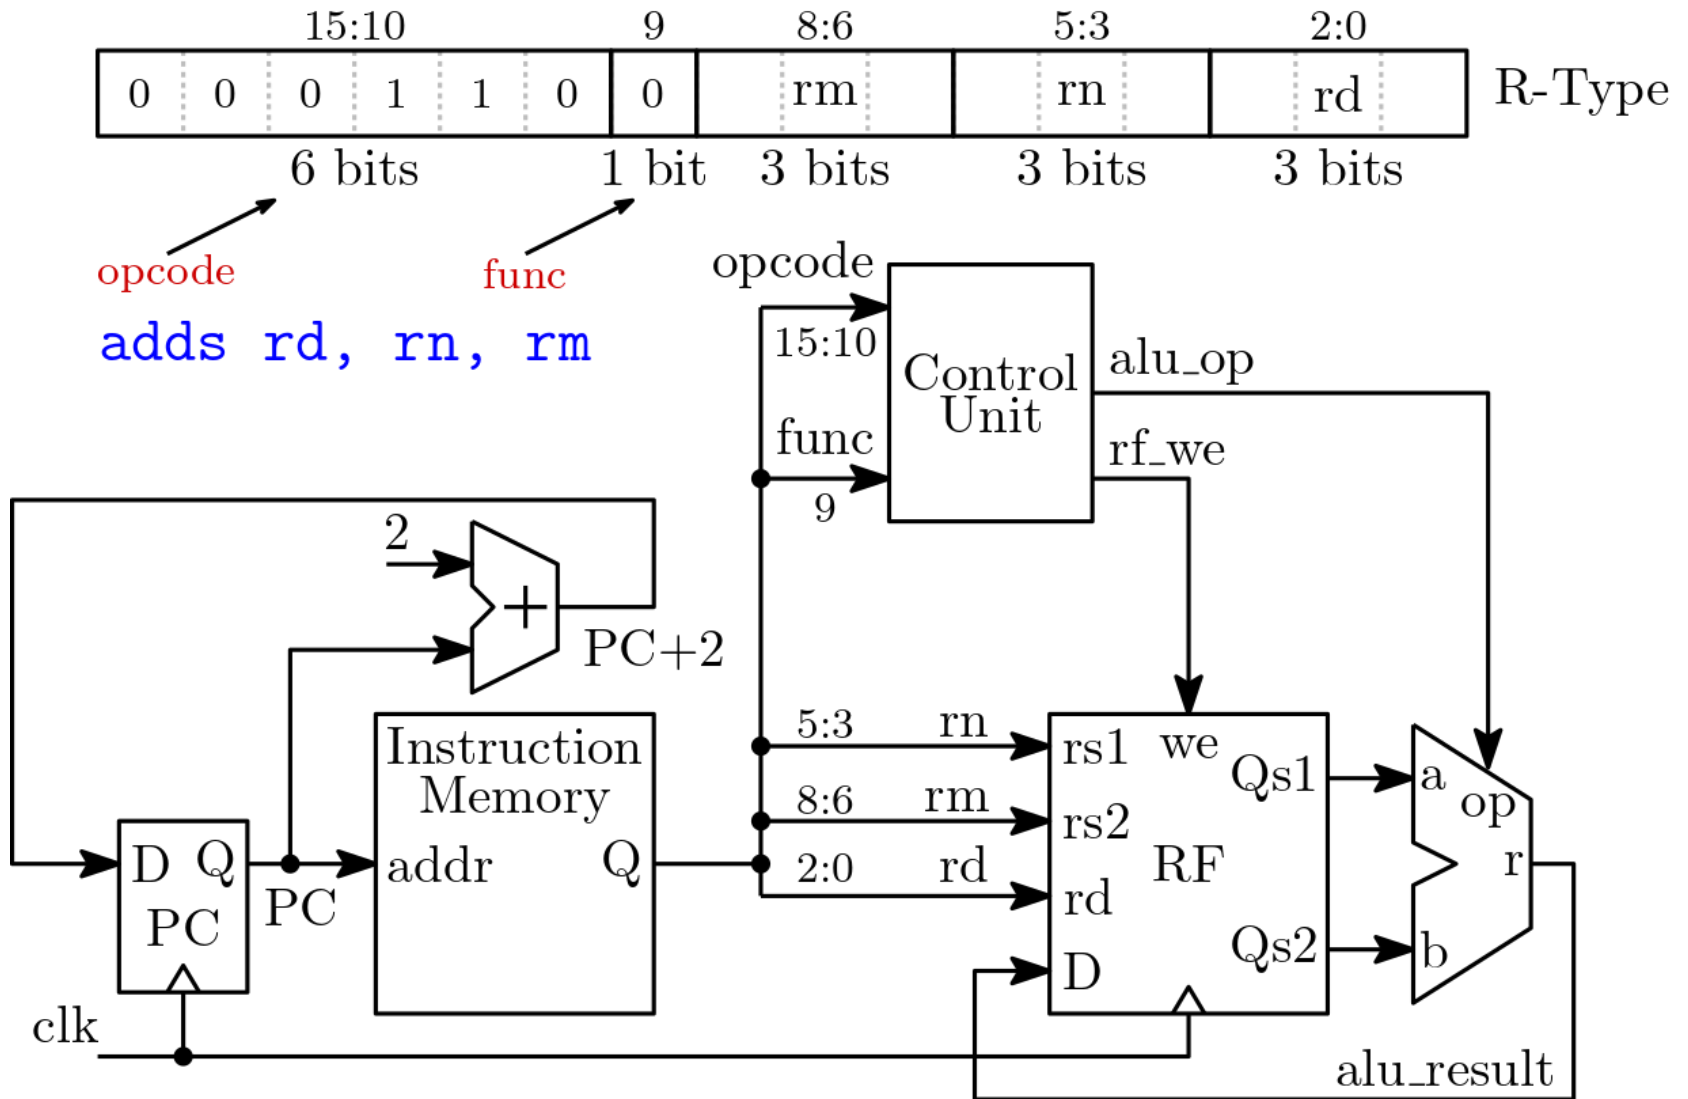 15:10 9 8:6 5:3 2:0
0 0 0 1 1 0 0 rm rn rd R-Type
6 bits 1 bit 3 bits 3 bits 3 bits
opcode func
adds rd, rn, rm
opcode
15:10
func
9
Control
Unit
alu_op
rf_we
2
+
PC+2
D Q
PC
PC
clk
Instruction
Memory
addr Q
5:3 rn
8:6 rm
2:0 rd
rs1 we Qs1
rs2
RF
rd
D Qs2
a op
r
b
alu_result